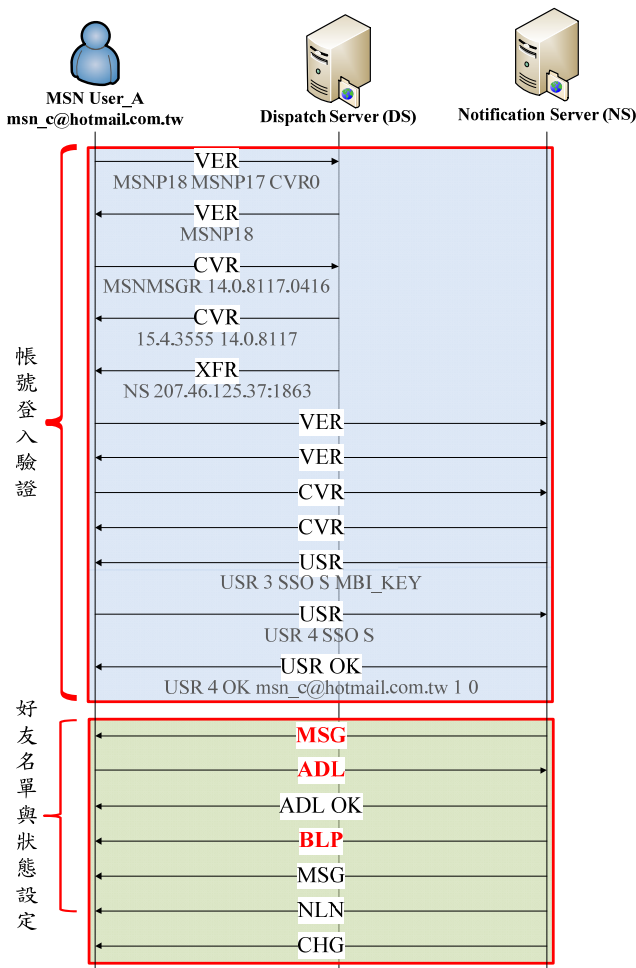 MSN User_A
msn_c@hotmail.com.tw
Dispatch Server (DS)
Notification Server (NS)
帳號登入驗證
VER
MSNP18 MSNP17 CVR0
VER
MSNP18
CVR
MSNMSGR 14.0.8117.0416
CVR
15.4.3555 14.0.8117
XFR
NS 207.46.125.37:1863
VER
VER
CVR
CVR
USR
USR 3 SSO S MBI_KEY
USR
USR 4 SSO S
USR OK
USR 4 OK msn_c@hotmail.com.tw 1 0
好友名單與狀態設定
MSG
ADL
ADL OK
BLP
MSG
NLN
CHG